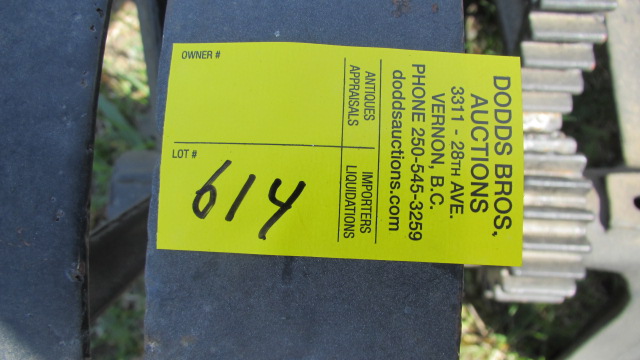 DODDS BROS.
AUCTIONS
3311 - 28TH AVE.
VERNON, B.C.
PHONE 250-545-3259
doddsauctions.com
ANTIQUES
APPRAISALS
IMPORTERS
LIQUIDATIONS
OWNER #
LOT #
614